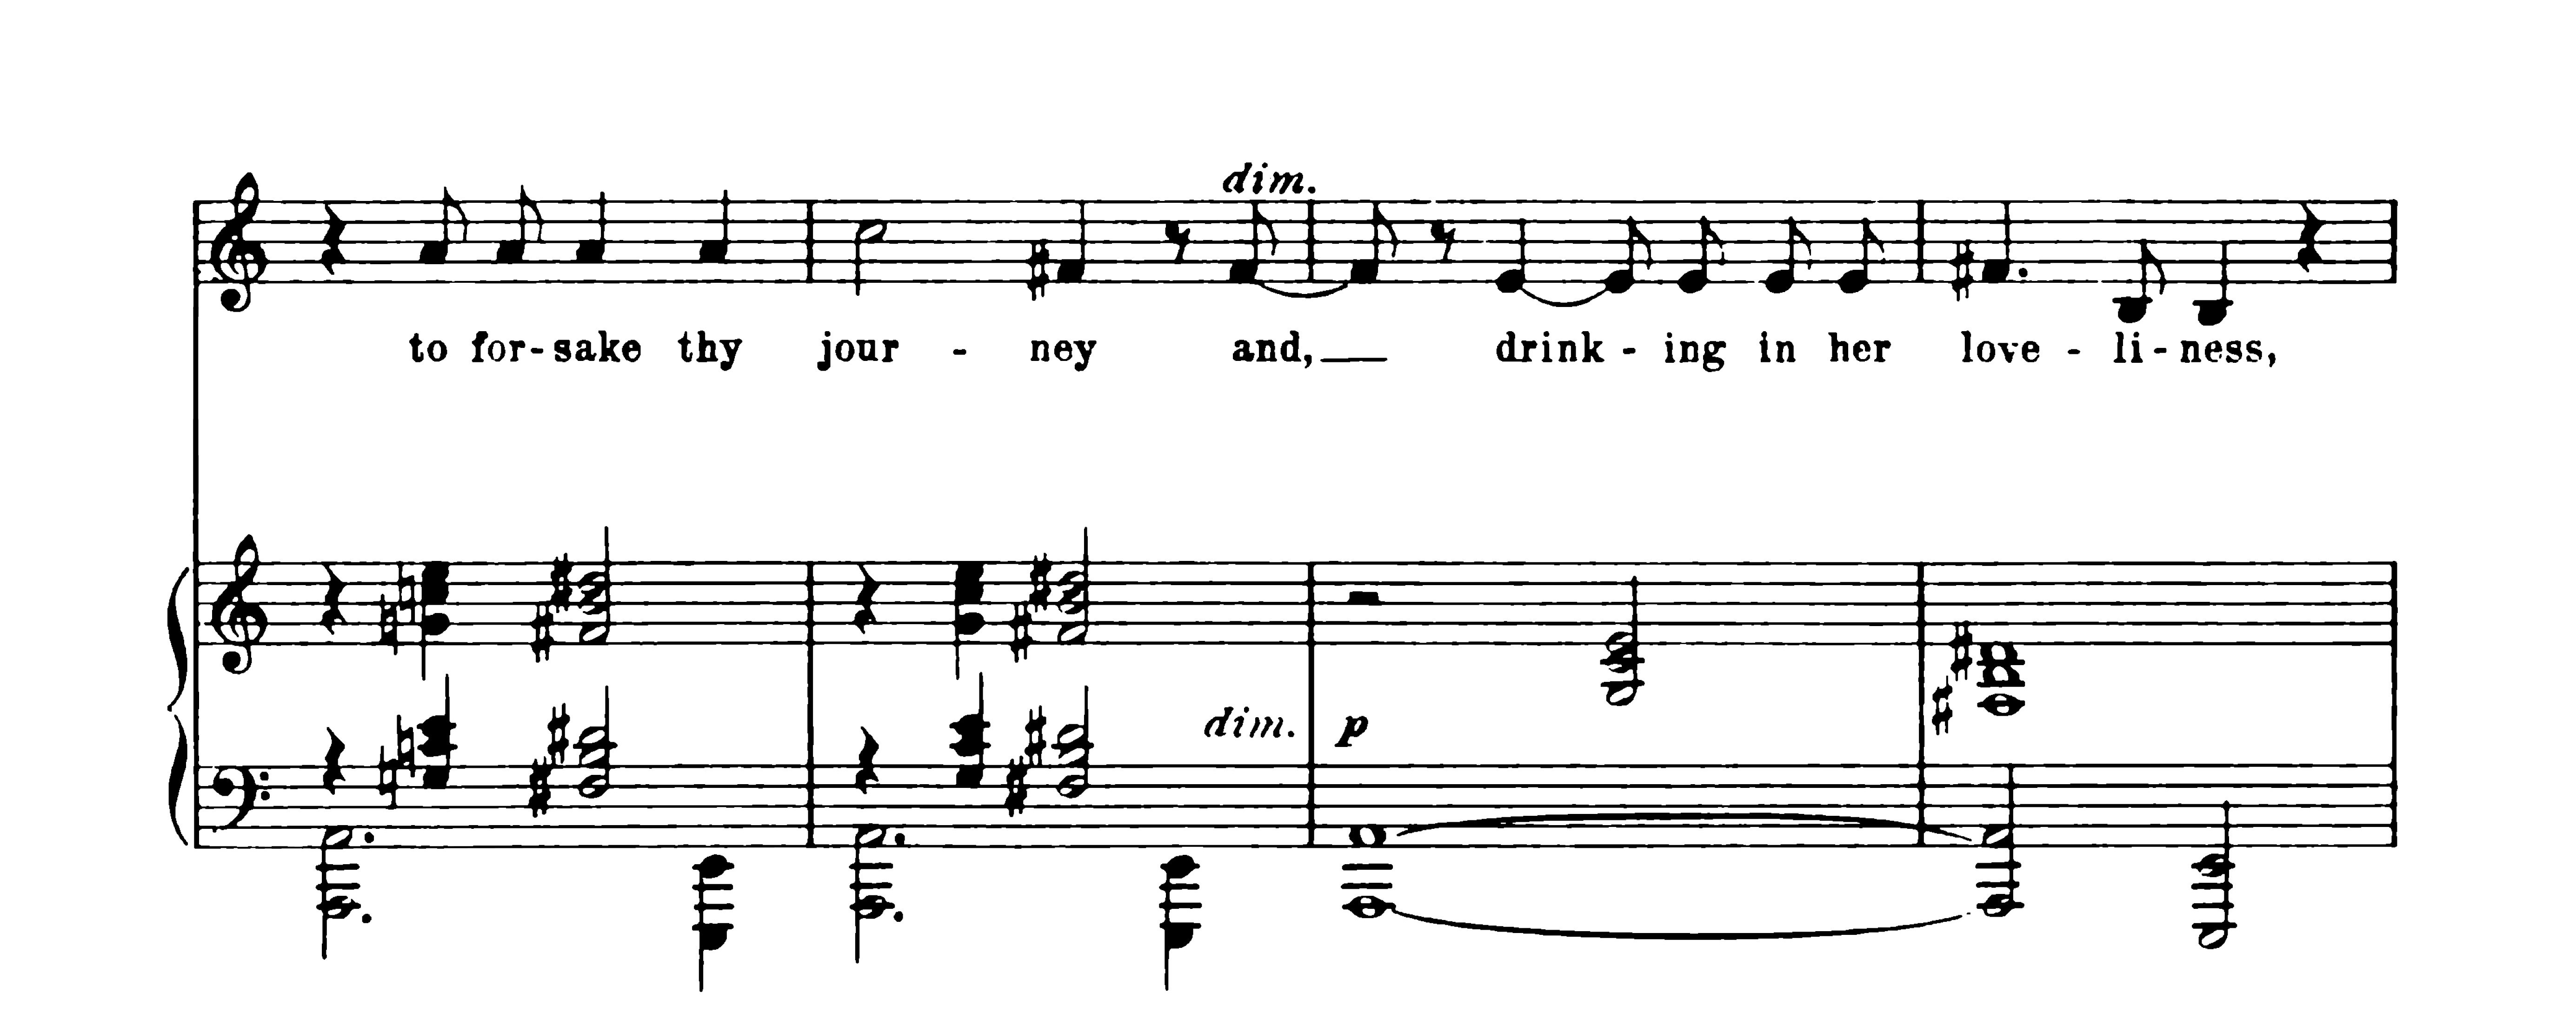 dim.
to for-sake thy jour - ney and, drink - ing in her love - li - ness,
dim. p